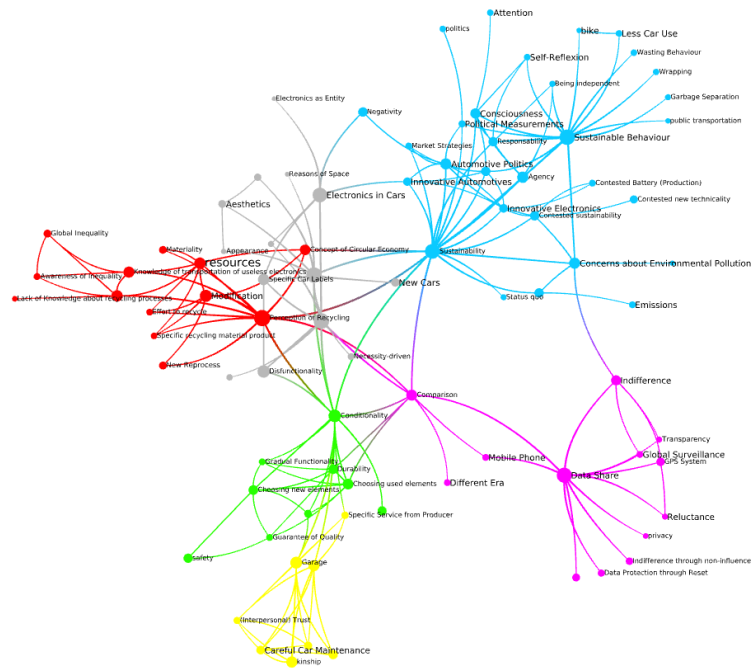 Attention
politics
bike
Less Car Use
Wasting Behaviour
Self-Reflexion
Wrapping
Being independent
Electronics as Entity
Garbage Separation
Negativity
Consciousness
Political Measurements
public transportation
Sustainable Behaviour
Responsability
Market Strategies
Automotive Politics
Reasons of Space
Agency
Innovative Automotives
Contested Battery (Production)
Electronics in Cars
Contested new technicality
Aesthetics
Innovative Electronics
Contested sustainability
Global Inequality
Materiality
Appearance
Concept of Circular Economy
Sustainability
resources
Concerns about Environmental Pollution
Knowledge of transportation of useless electronics
Awareness of Inequality
Specific Car Labels
New Cars
Lack of Knowledge about recycling processes
Modification
Status quo
Emissions
Effort to recycle
Perception of Recycling
Specific recycling material product
Necessity-driven
New Reprocess
Disfunctionality
Indifference
Comparison
Conditionality
Transparency
Global Surveillance
Mobile Phone
GPS System
Gradual Functionality
Durability
Data Share
Choosing new elements
Choosing used elements
Different Era
Specific Service from Producer
Reluctance
Guarantee of Quality
privacy
safety
Garage
Indifference through non-influence
Data Protection through Reset
(Interpersonal) Trust
Careful Car Maintenance
kinship